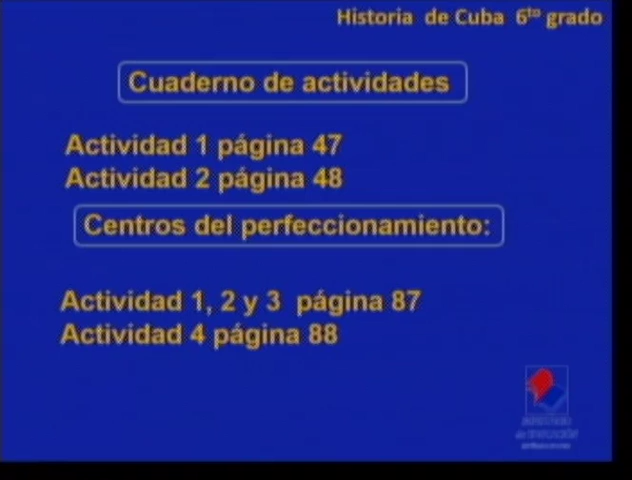 Historia de Cuba 6to grado
Cuaderno de actividades
Actividad 1 página 47
Actividad 2 página 48
Centros del perfeccionamiento:
Actividad 1, 2 y 3 página 87
Actividad 4 página 88